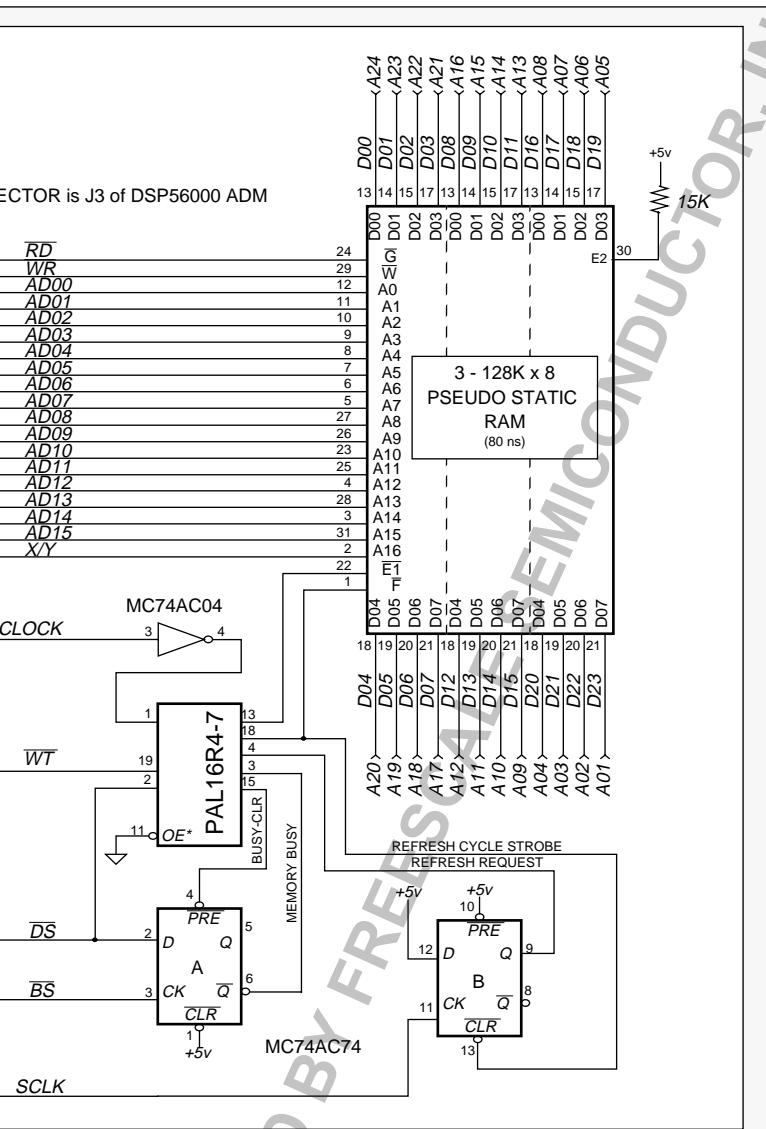 A24 A23 A22 A21 A16 A15 A14 A13 A08 A07 A06 A05
D00 D01 D02 D03 D08 D09 D10 D11 D16 D17 D18 D19
+5v
15K
13 14 15 17 13 14 15 17 13 14 15 17
ECTOR is J3 of DSP56000 ADM
D00 D01 D02 D03 D00 D01 D02 D03 D00 D01 D02 D03
E2 30
RD 24 G
WR 29 W
AD00 12 A0
AD01 11 A1
AD02 10 A2
AD03 9 A3
AD04 8 A4
AD05 7 A5
AD06 6 A6
AD07 5 A7
AD08 27 A8
AD09 26 A9
AD10 23 A10
AD11 25 A11
AD12 4 A12
AD13 28 A13
AD14 3 A14
AD15 31 A15
X/Y 2 A16
22 E1
1 F
3 - 128K x 8
PSEUDO STATIC
RAM
(80 ns)
D04 D05 D06 D07 D04 D05 D06 D07 D04 D05 D06 D07
18 19 20 21 18 19 20 21 18 19 20 21
D04 D05 D06 D07 D12 D13 D14 D15 D20 D21 D22 D23
A20 A19 A18 A17 A12 A11 A10 A09 A04 A03 A02 A01
MC74AC04
CLOCK 3 4
1 13
18
4
WT 19 3
2 15
PAL16R4-7
11 OE*
BUSY-CLR
MEMORY BUSY
REFRESH CYCLE STROBE
REFRESH REQUEST
4
PRE
5
DS 2 D Q
A
6
BS 3 CK Q
CLR
1
+5v
MC74AC74
+5v +5v
10
PRE
12 D Q 9
B
8
11 CK Q
CLR
13
SCLK
BY FREESCALE SEMICONDUCTOR, IN